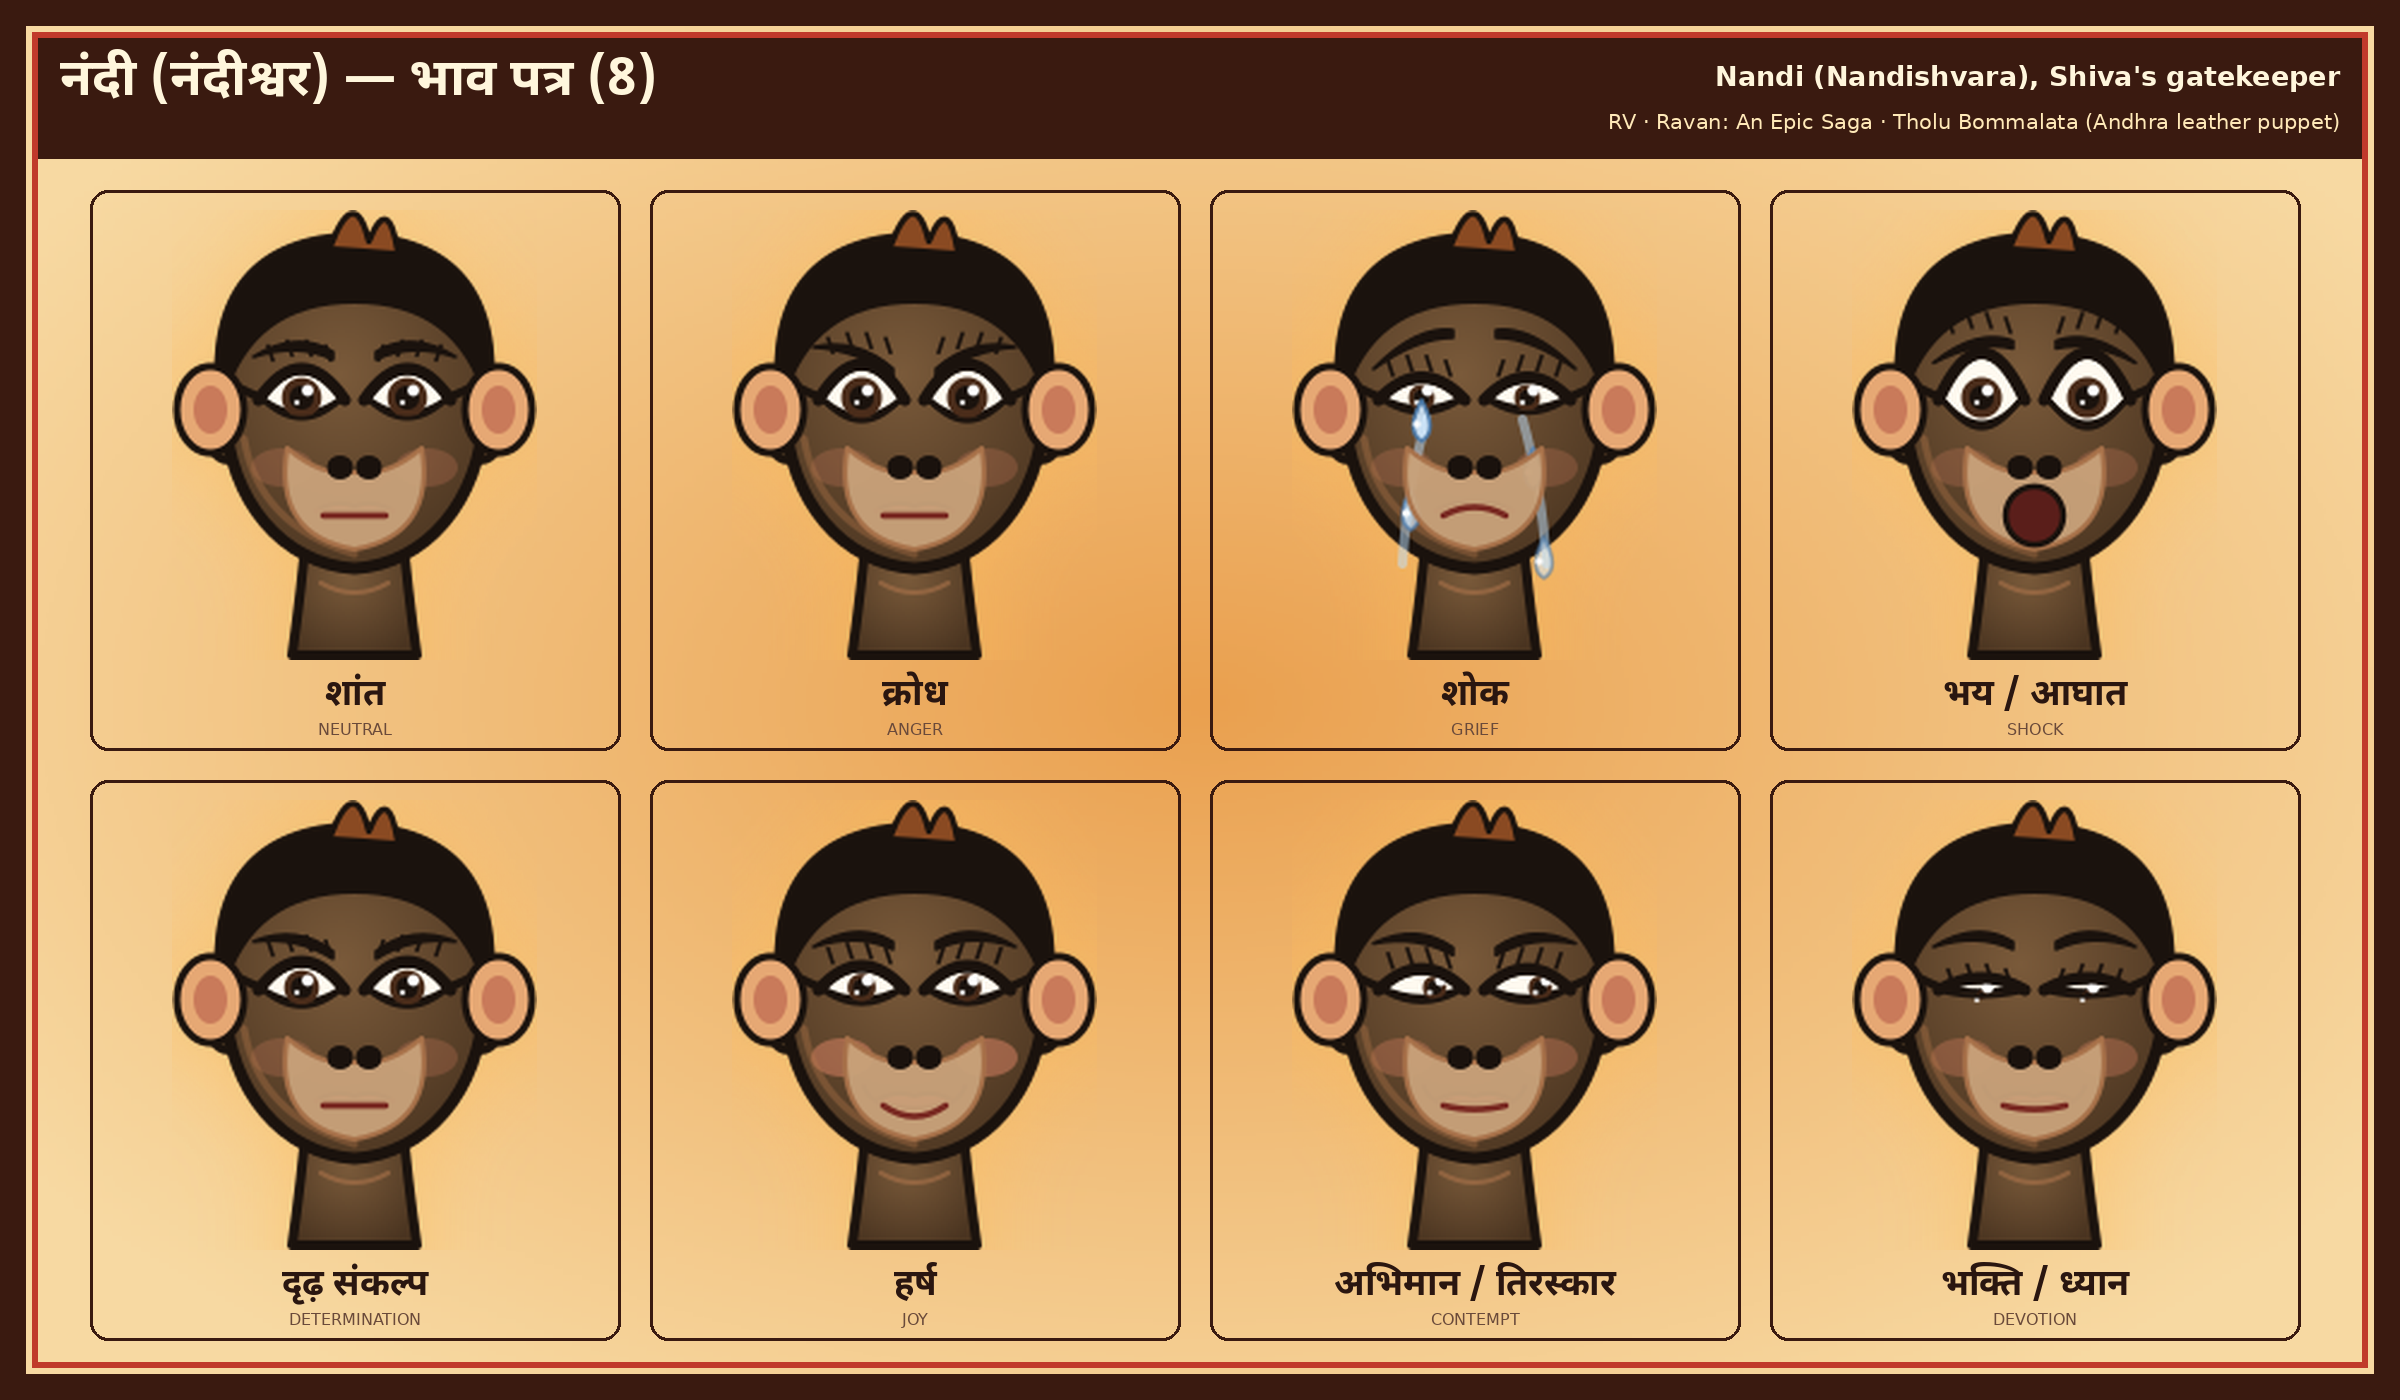 नंदी (नंदीश्वर) — भाव पत्र (8)
Nandi (Nandishvara), Shiva's gatekeeper
RV · Ravan: An Epic Saga · Tholu Bommalata (Andhra leather puppet)
शांत
NEUTRAL
क्रोध
ANGER
शोक
GRIEF
भय / आघात
SHOCK
दृढ़ संकल्प
DETERMINATION
हर्ष
JOY
अभिमान / तिरस्कार
CONTEMPT
भक्ति / ध्यान
DEVOTION